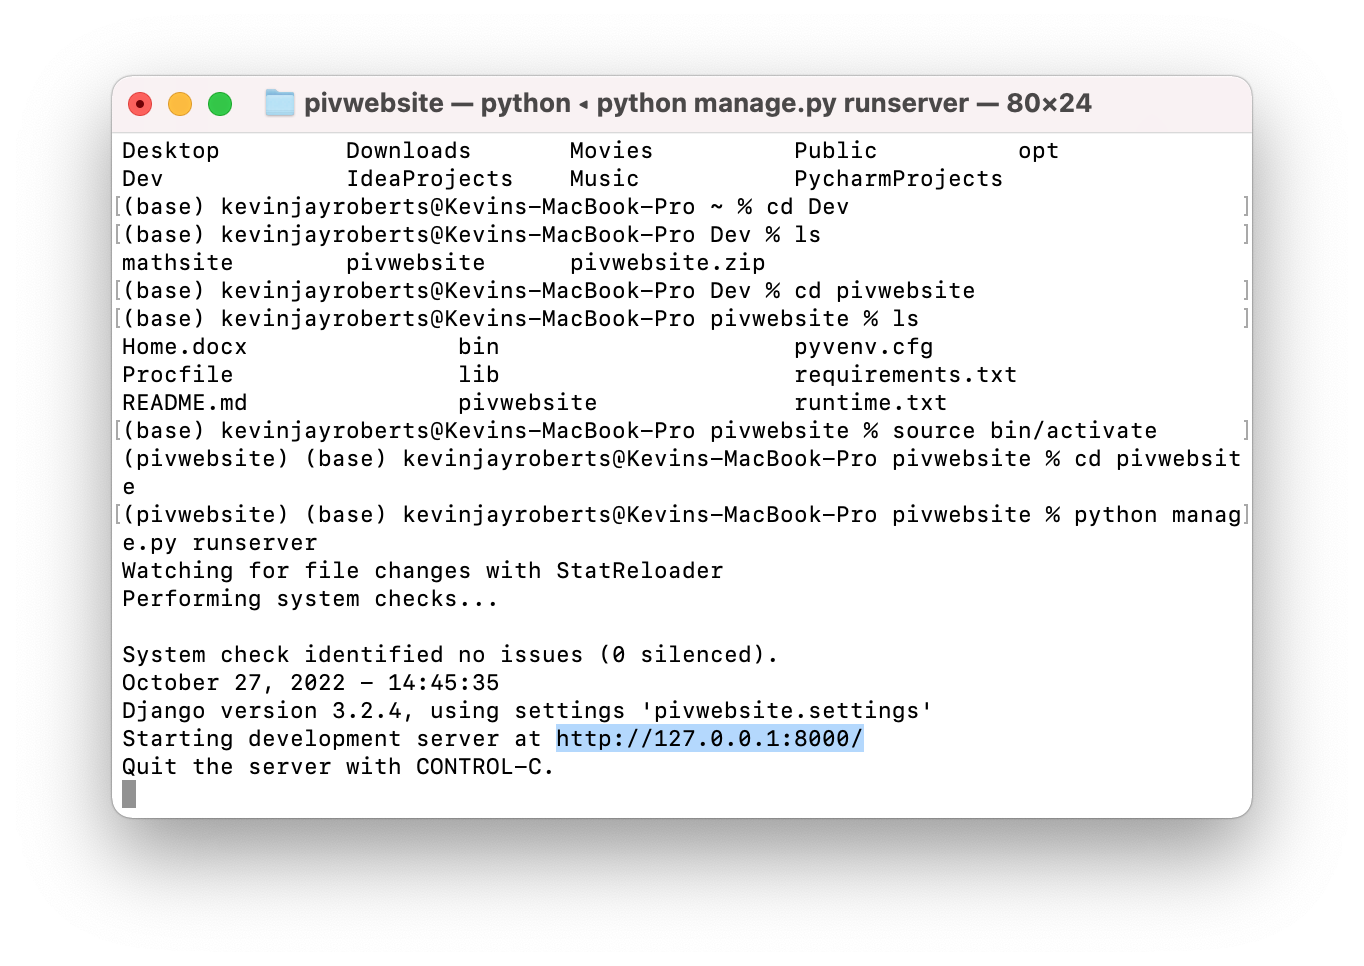 pivwebsite — python ◂ python manage.py runserver — 80×24
Desktop Downloads Movies Public opt
Dev IdeaProjects Music PycharmProjects
[(base) kevinjayroberts@Kevins-MacBook-Pro ~ % cd Dev ]
[(base) kevinjayroberts@Kevins-MacBook-Pro Dev % ls ]
mathsite pivwebsite pivwebsite.zip
[(base) kevinjayroberts@Kevins-MacBook-Pro Dev % cd pivwebsite ]
[(base) kevinjayroberts@Kevins-MacBook-Pro pivwebsite % ls ]
Home.docx bin pyvenv.cfg
Procfile lib requirements.txt
README.md pivwebsite runtime.txt
[(base) kevinjayroberts@Kevins-MacBook-Pro pivwebsite % source bin/activate ]
(pivwebsite) (base) kevinjayroberts@Kevins-MacBook-Pro pivwebsite % cd pivwebsit
e
[(pivwebsite) (base) kevinjayroberts@Kevins-MacBook-Pro pivwebsite % python manag]
e.py runserver
Watching for file changes with StatReloader
Performing system checks...

System check identified no issues (0 silenced).
October 27, 2022 - 14:45:35
Django version 3.2.4, using settings 'pivwebsite.settings'
Starting development server at http://127.0.0.1:8000/
Quit the server with CONTROL-C.